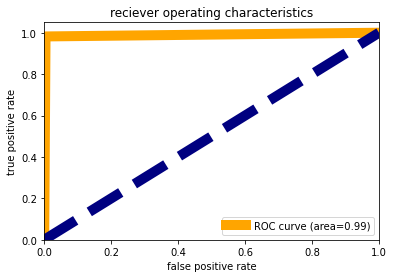 reciever operating characteristics
1.0
0.8
0.6
0.4
0.2
0.0
true positive rate
ROC curve (area=0.99)
0.0 0.2 0.4 0.6 0.8 1.0
false positive rate